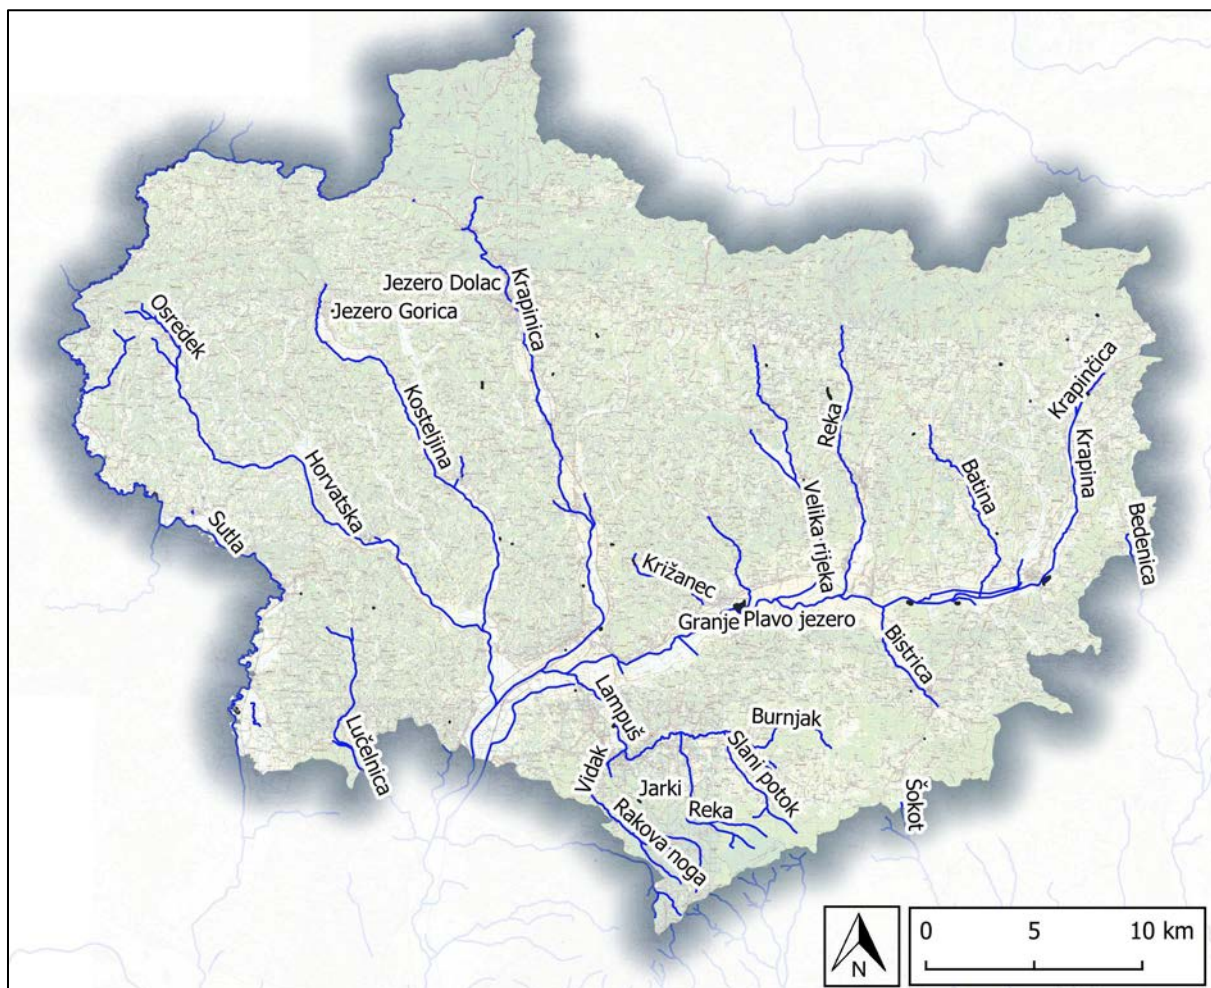 Jezero Dolac
Krapinica
Jezero Gorica
Osredek
Krapinčica
Kosteljina
Reka
Horvatska
Krapina
Batina
Velika rijeka
Sutla
Bedenica
Križanec
Granje
Plavo jezero
Bistrica
Lampuš
Burnjak
Lučelnica
Slani potok
Vidak
Jarki
Reka
Šokot
Rakova noga
N
0 5 10 km